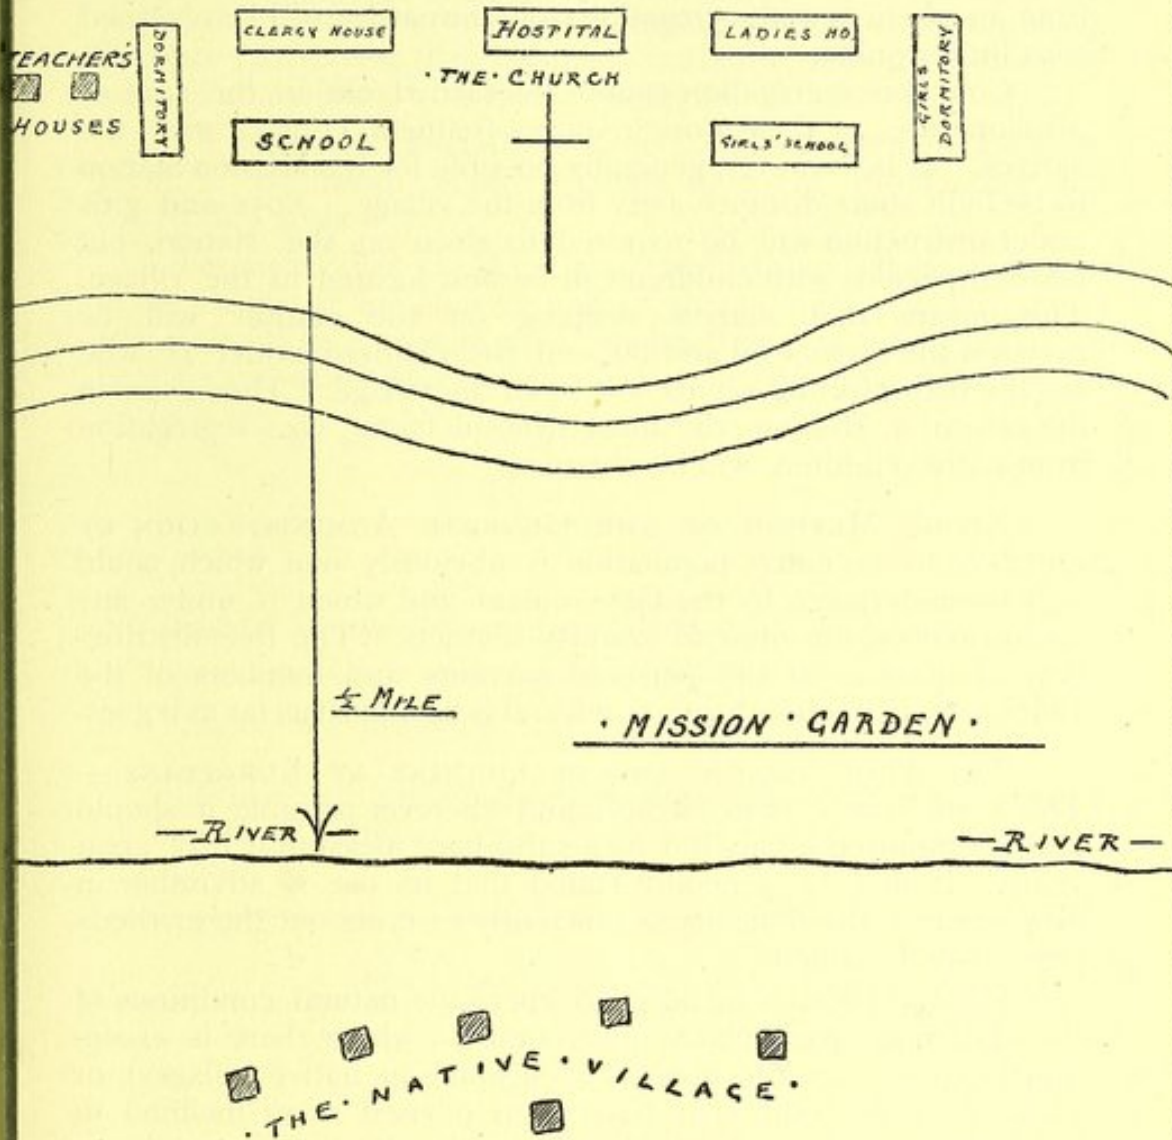 CLERGY HOUSE
HOSPITAL
LADIES HO.
TEACHER'S
HOUSES
DORMITORY
·THE·CHURCH
GIRLS
DORMITORY
SCHOOL
GIRLS' SCHOOL
½ MILE
·MISSION·GARDEN·
—RIVER—
—RIVER—
·THE·NATIVE·VILLAGE·